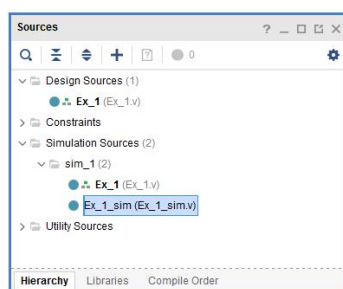 Sources
0
Design Sources (1)
Ex_1 (Ex_1.v)
Constraints
Simulation Sources (2)
sim_1 (2)
Ex_1 (Ex_1.v)
Ex_1_sim (Ex_1_sim.v)
Utility Sources
Hierarchy Libraries Compile Order